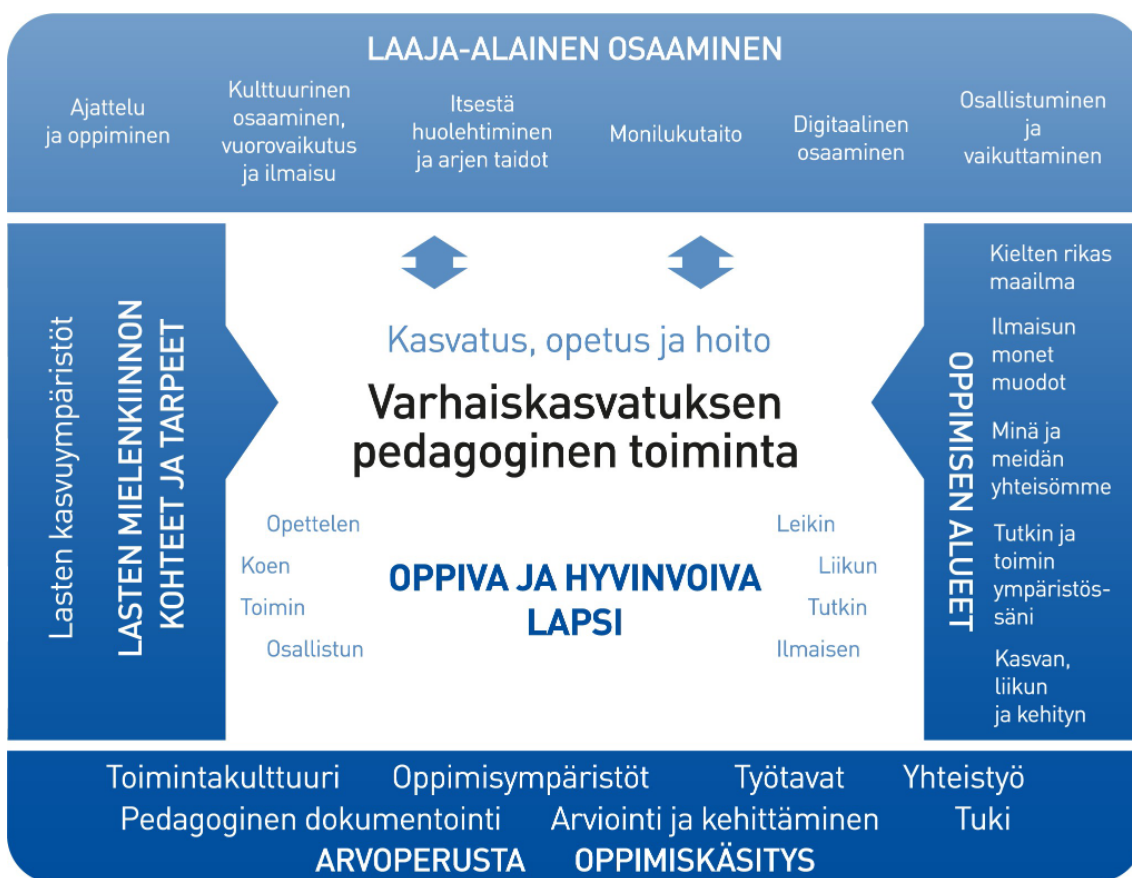 LAAJA-ALAINEN OSAAMINEN
Ajattelu
ja oppiminen
Kulttuurinen
osaaminen,
vuorovaikutus
ja ilmaisu
Itsestä
huolehtiminen
ja arjen taidot
Monilukutaito
Digitaalinen
osaaminen
Osallistuminen
ja
vaikuttaminen
Lasten kasvuympäristöt
LASTEN MIELENKIINNON
KOHTEET JA TARPEET
Kasvatus, opetus ja hoito
Varhaiskasvatuksen
pedagoginen toiminta
Opettelen
Koen
Toimin
Osallistun
OPPIVA JA HYVINVOIVA
LAPSI
Leikin
Liikun
Tutkin
Ilmaisen
OPPIMISEN ALUEET
Kielten rikas
maailma
Ilmaisun
monet
muodot
Minä ja
meidän
yhteisömme
Tutkin ja
toimin
ympäristös-
säni
Kasvan,
liikun
ja kehityn
Toimintakulttuuri Oppimisympäristöt Työtavat Yhteistyö
Pedagoginen dokumentointi Arviointi ja kehittäminen Tuki
ARVOPERUSTA OPPIMISKÄSITYS